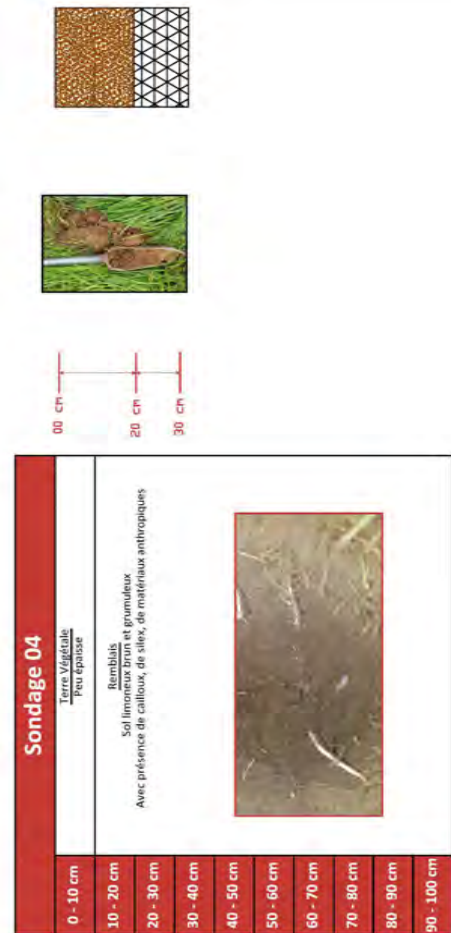 Sondage 04
0 - 10 cm
Terre Végétale
Peu épaisse
10 - 20 cm
Remblais
Sol limoneux brun et grumuleux
Avec présence de cailloux, de silex, de matériaux anthropiques
20 - 30 cm
30 - 40 cm
40 - 50 cm
50 - 60 cm
60 - 70 cm
70 - 80 cm
80 - 90 cm
90 - 100 cm
00 cm
20 cm
30 cm